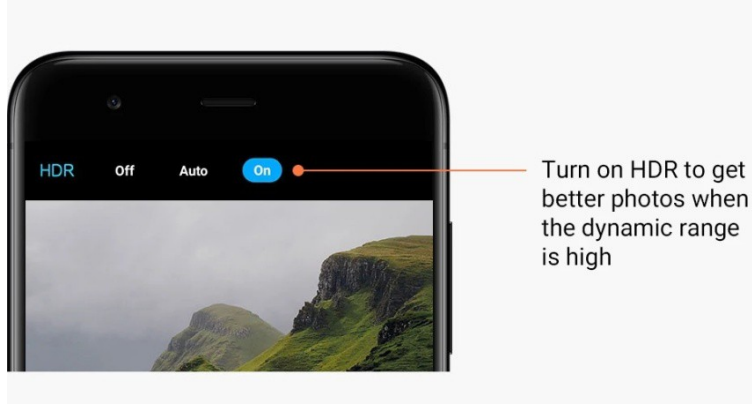 HDR Off Auto On
Turn on HDR to get
better photos when
the dynamic range
is high